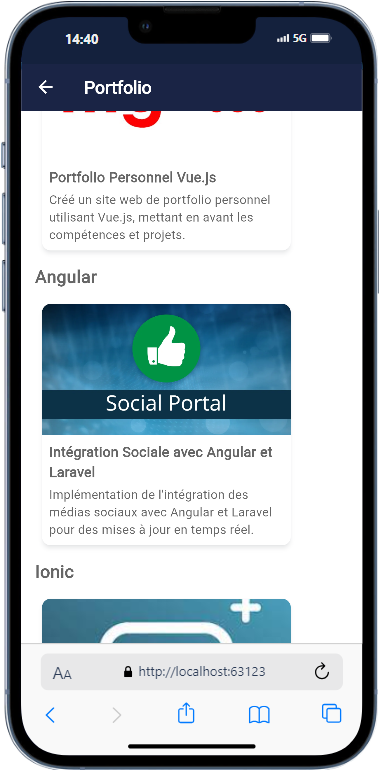 14:40
5G
Portfolio
Portfolio Personnel Vue.js
Créé un site web de portfolio personnel
utilisant Vue.js, mettant en avant les
compétences et projets.
Angular
Social Portal
Intégration Sociale avec Angular et
Laravel
Implémentation de l'intégration des
médias sociaux avec Angular et Laravel
pour des mises à jour en temps réel.
Ionic
AA
http://localhost:63123